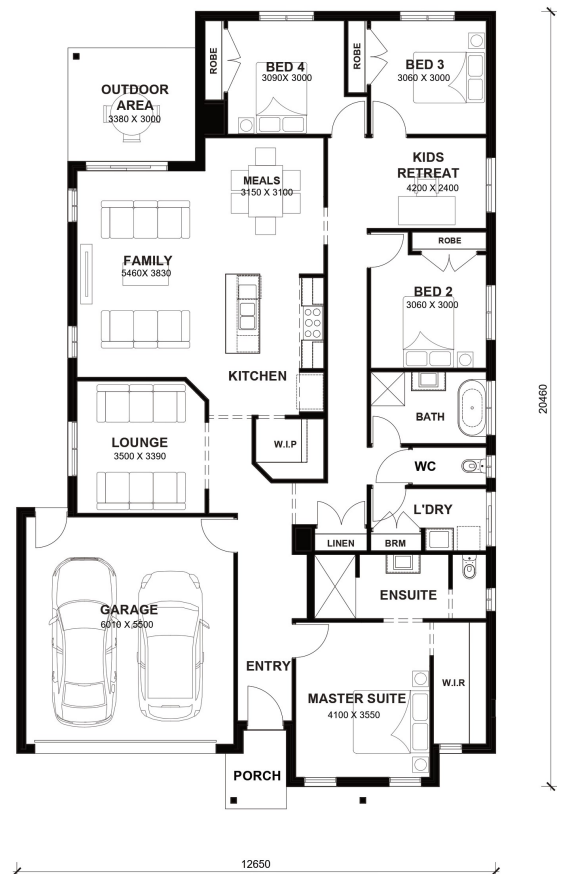 ROBE
BED 4
3090X 3000
ROBE
BED 3
3060 X 3000
OUTDOOR
AREA
3380 X 3000
MEALS
3150 X 3100
KIDS
RETREAT
4200 X 2400
ROBE
FAMILY
5460X 3830
BED 2
3060 X 3000
KITCHEN
20460
BATH
LOUNGE
3500 X 3390
W.I.P
WC
L'DRY
LINEN
BRM
ENSUITE
GARAGE
6010 X 5500
ENTRY
MASTER SUITE
4100 X 3550
W.I.R
PORCH
12650